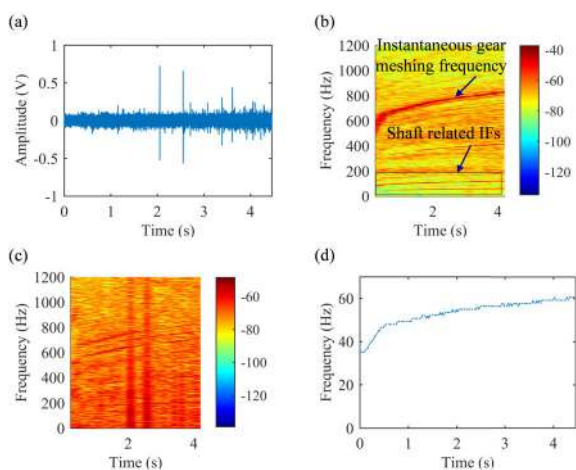 (a)
1
0.5
0
-0.5
-1
Amplitude (V)
0 1 2 3 4
Time (s)
(b)
1200
1000
800
600
400
200
0
Frequency (Hz)
Instantaneous gear
meshing frequency
Shaft related IFs
2 4
Time (s)
-40
-60
-80
-100
-120
(c)
1200
1000
800
600
400
200
0
Frequency (Hz)
2 4
Time (s)
-60
-80
-100
-120
(d)
60
40
20
0
Frequency (Hz)
0 1 2 3 4
Time (s)